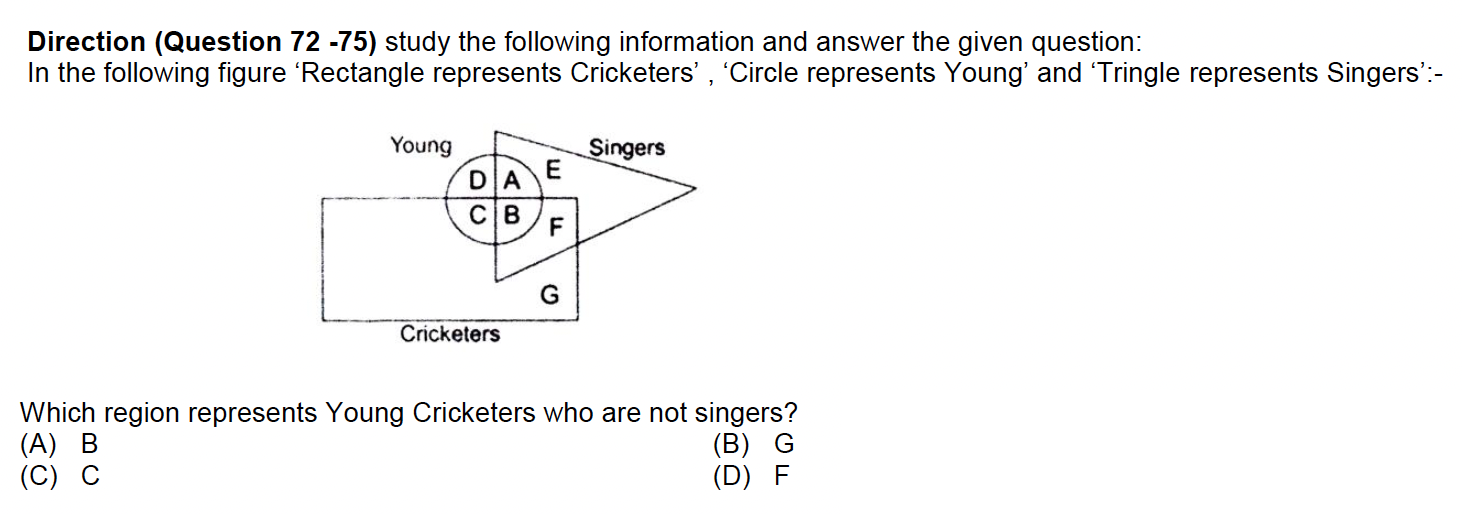 Direction (Question 72 -75) study the following information and answer the given question:
In the following figure ‘Rectangle represents Cricketers’ , ‘Circle represents Young’ and ‘Tringle represents Singers’:-
Young
Singers
D A E
C B F
G
Cricketers
Which region represents Young Cricketers who are not singers?
(A) B (B) G
(C) C (D) F